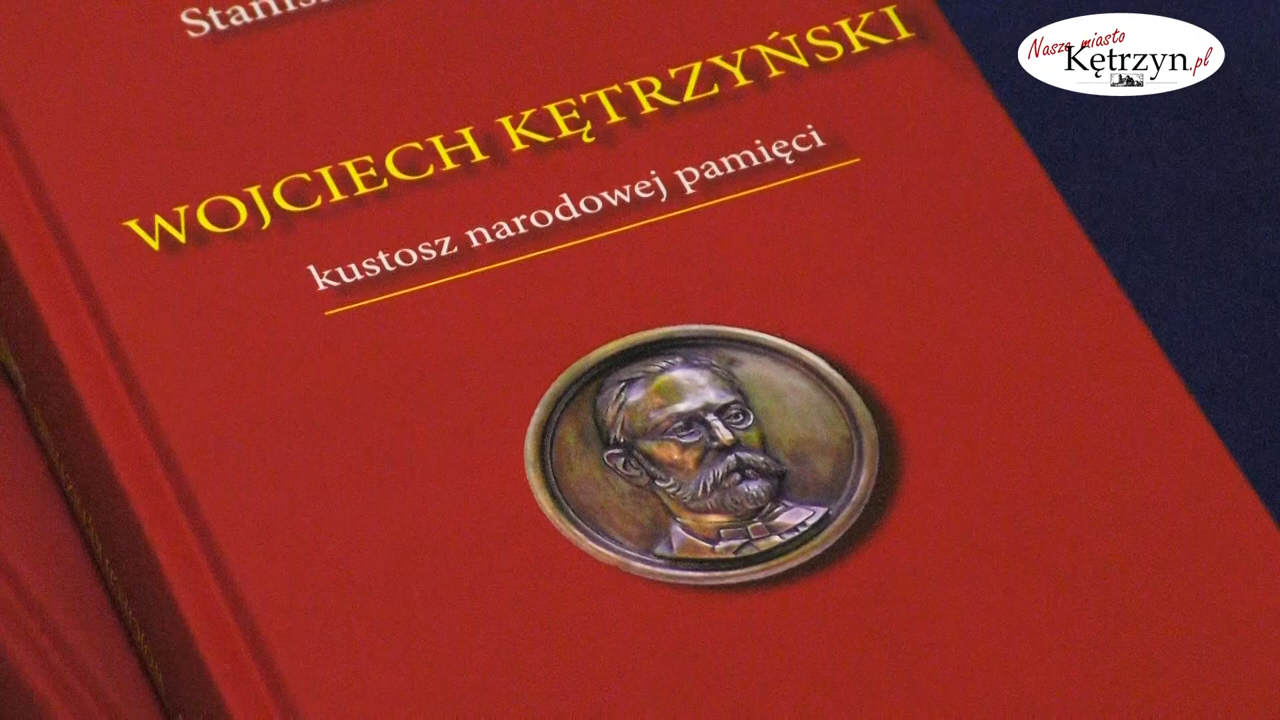 WOJCIECH KĘTRZYŃSKI
kustosz narodowej pamięci
Nasze miasto
Kętrzyn.pl